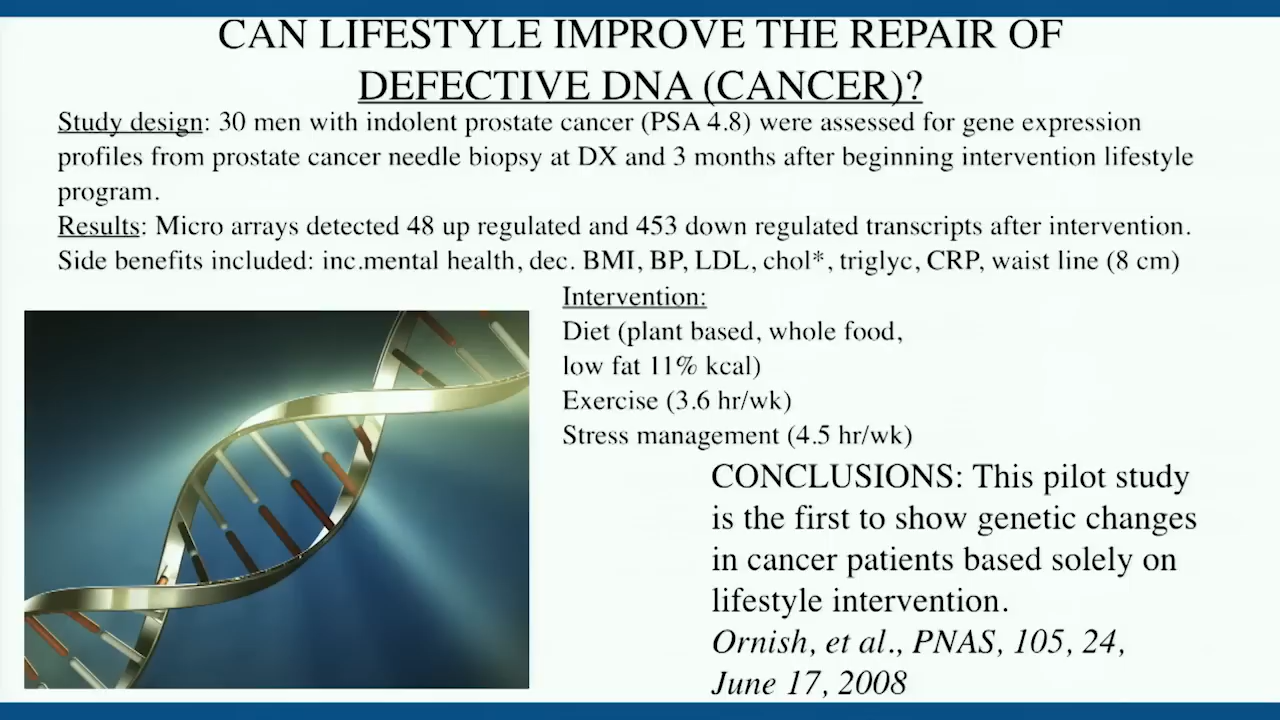 CAN LIFESTYLE IMPROVE THE REPAIR OF
DEFECTIVE DNA (CANCER)?
Study design: 30 men with indolent prostate cancer (PSA 4.8) were assessed for gene expression
profiles from prostate cancer needle biopsy at DX and 3 months after beginning intervention lifestyle
program.
Results: Micro arrays detected 48 up regulated and 453 down regulated transcripts after intervention.
Side benefits included: inc.mental health, dec. BMI, BP, LDL, chol*, triglyc, CRP, waist line (8 cm)
Intervention:
Diet (plant based, whole food,
low fat 11% kcal)
Exercise (3.6 hr/wk)
Stress management (4.5 hr/wk)
CONCLUSIONS: This pilot study
is the first to show genetic changes
in cancer patients based solely on
lifestyle intervention.
Ornish, et al., PNAS, 105, 24,
June 17, 2008